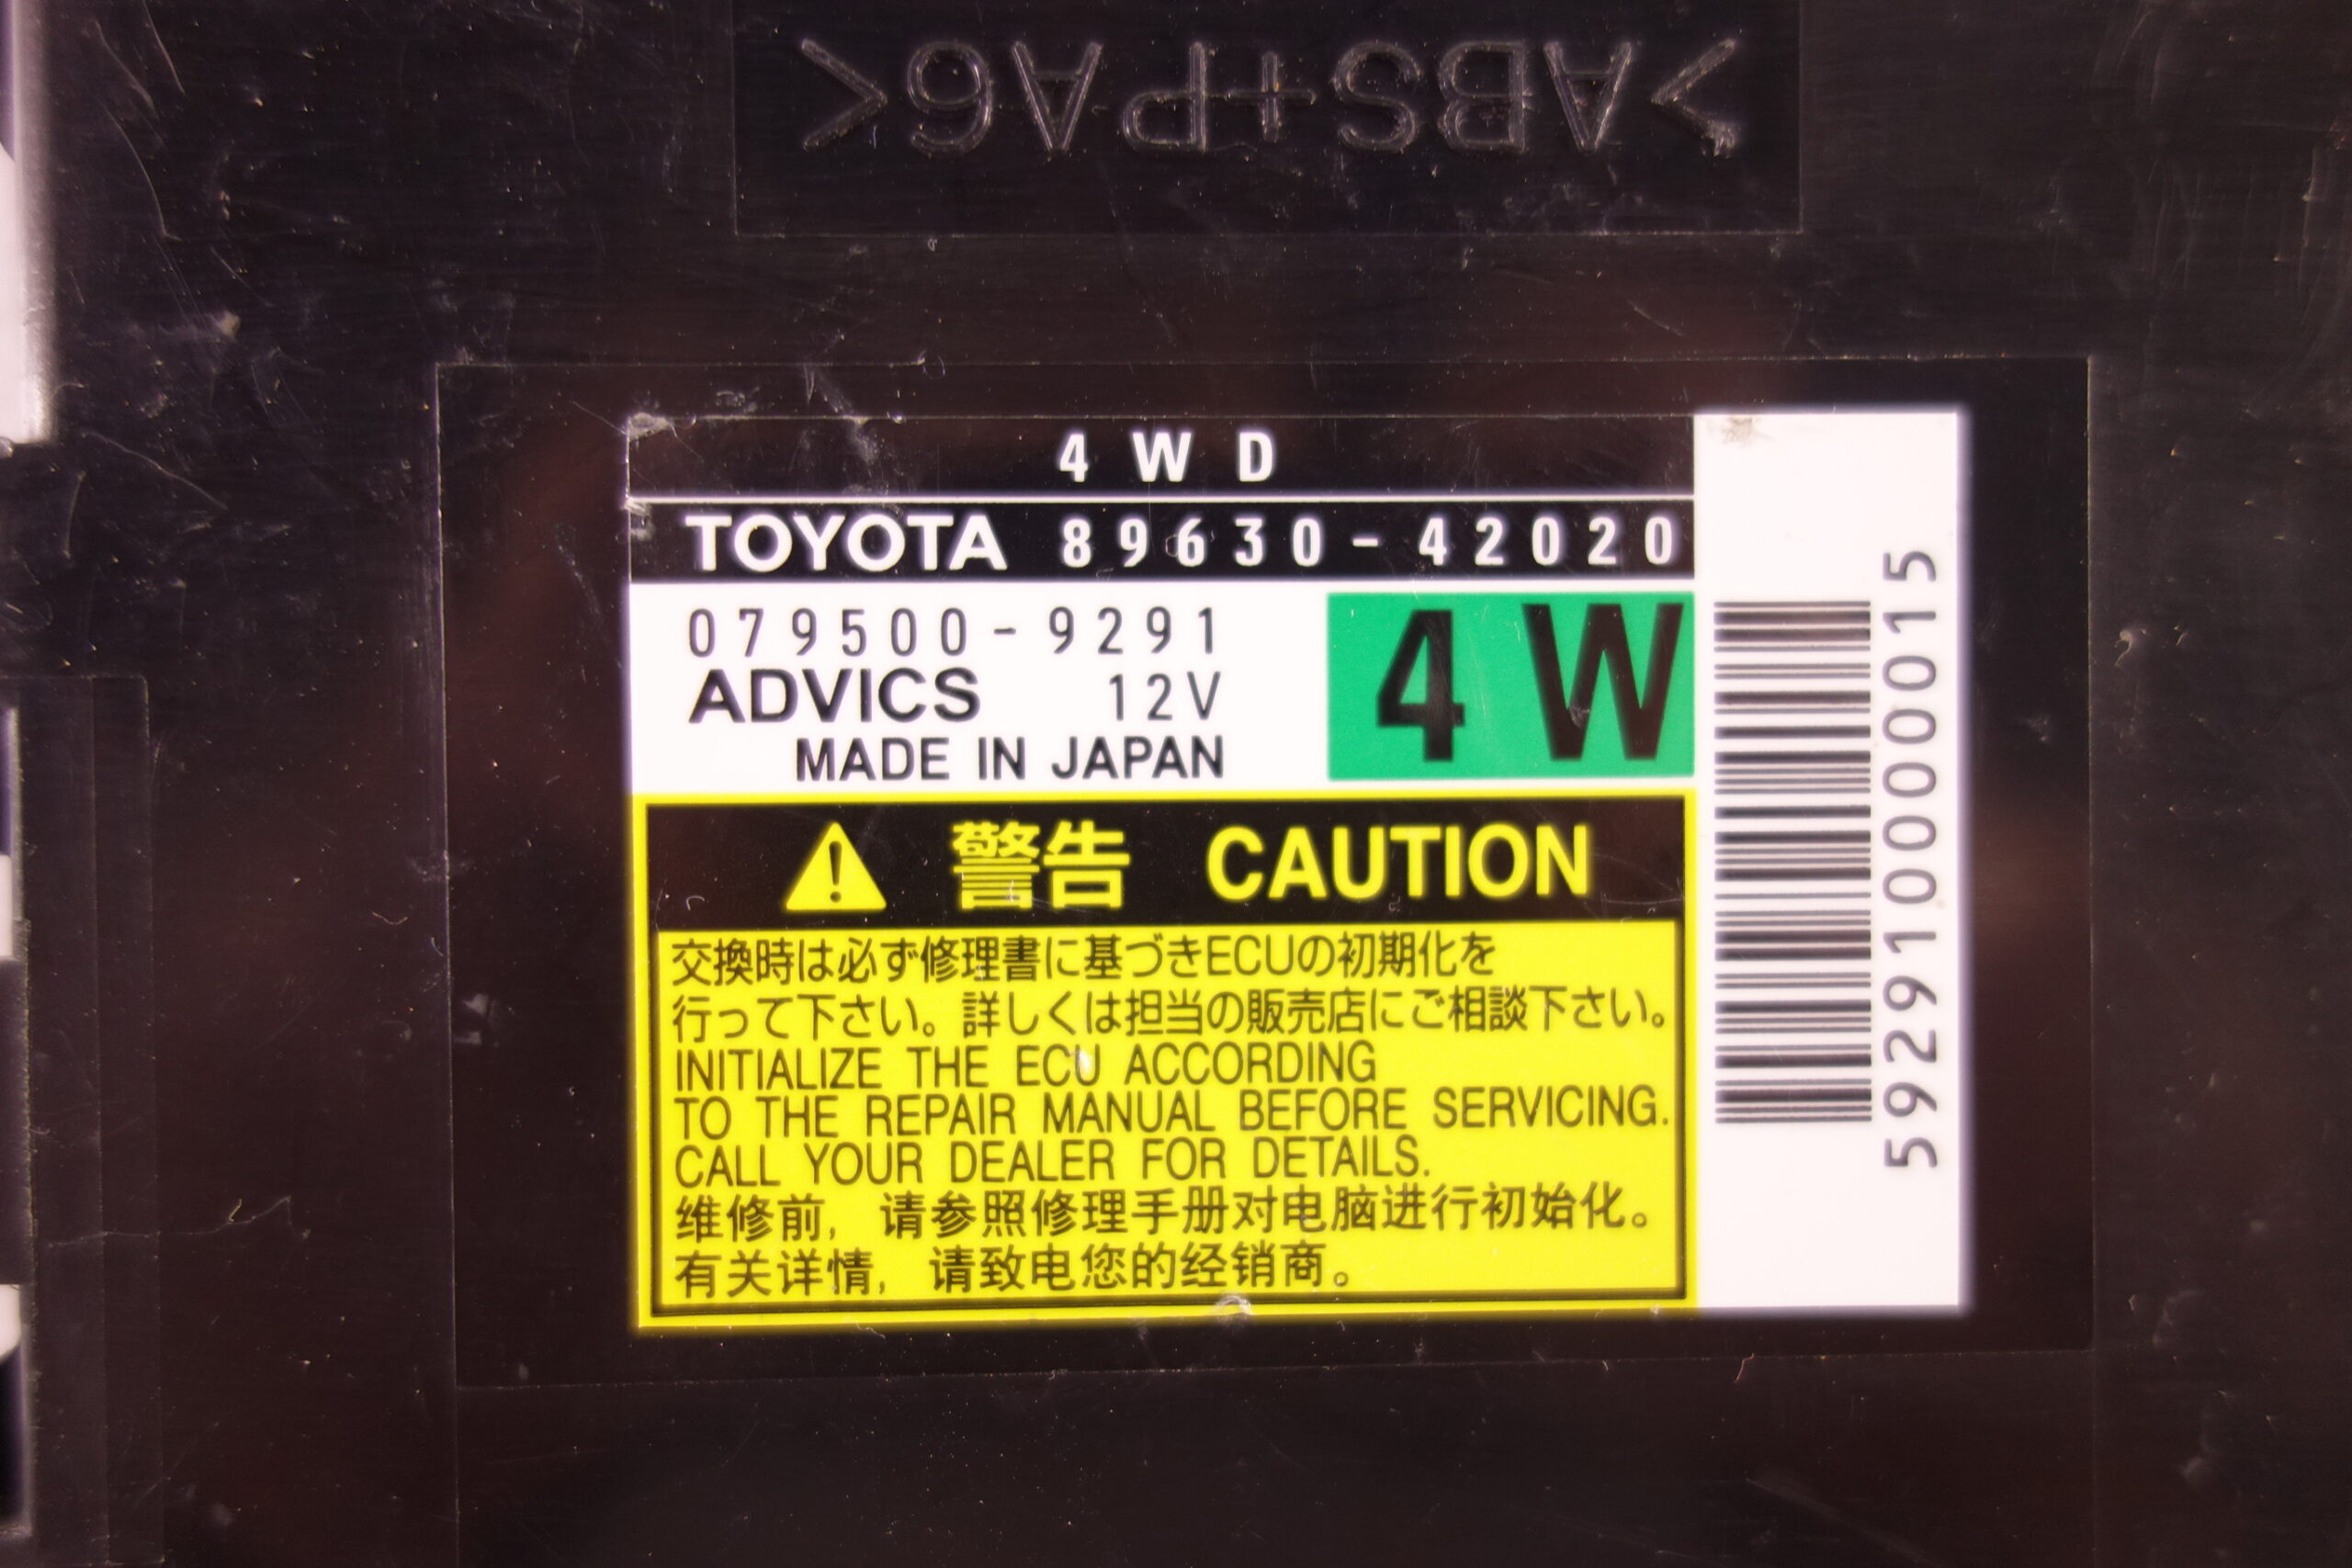 >ABS+PA6<
4WD
TOYOTA 89630-42020
079500-9291
ADVICS 12V
MADE IN JAPAN
4W
警告 CAUTION
交換時は必ず修理書に基づきECUの初期化を
行って下さい。詳しくは担当の販売店にご相談下さい。
INITIALIZE THE ECU ACCORDING
TO THE REPAIR MANUAL BEFORE SERVICING.
CALL YOUR DEALER FOR DETAILS.
维修前,请参照修理手册对电脑进行初始化。
有关详情,请致电您的经销商。
592910000015